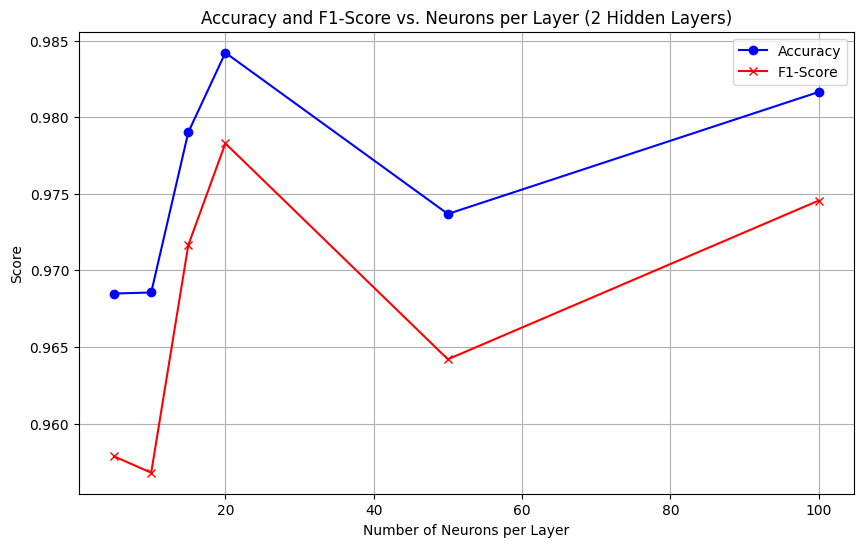 Accuracy and F1-Score vs. Neurons per Layer (2 Hidden Layers)
Accuracy
F1-Score
Score
0.985
0.980
0.975
0.970
0.965
0.960
20
40
60
80
100
Number of Neurons per Layer